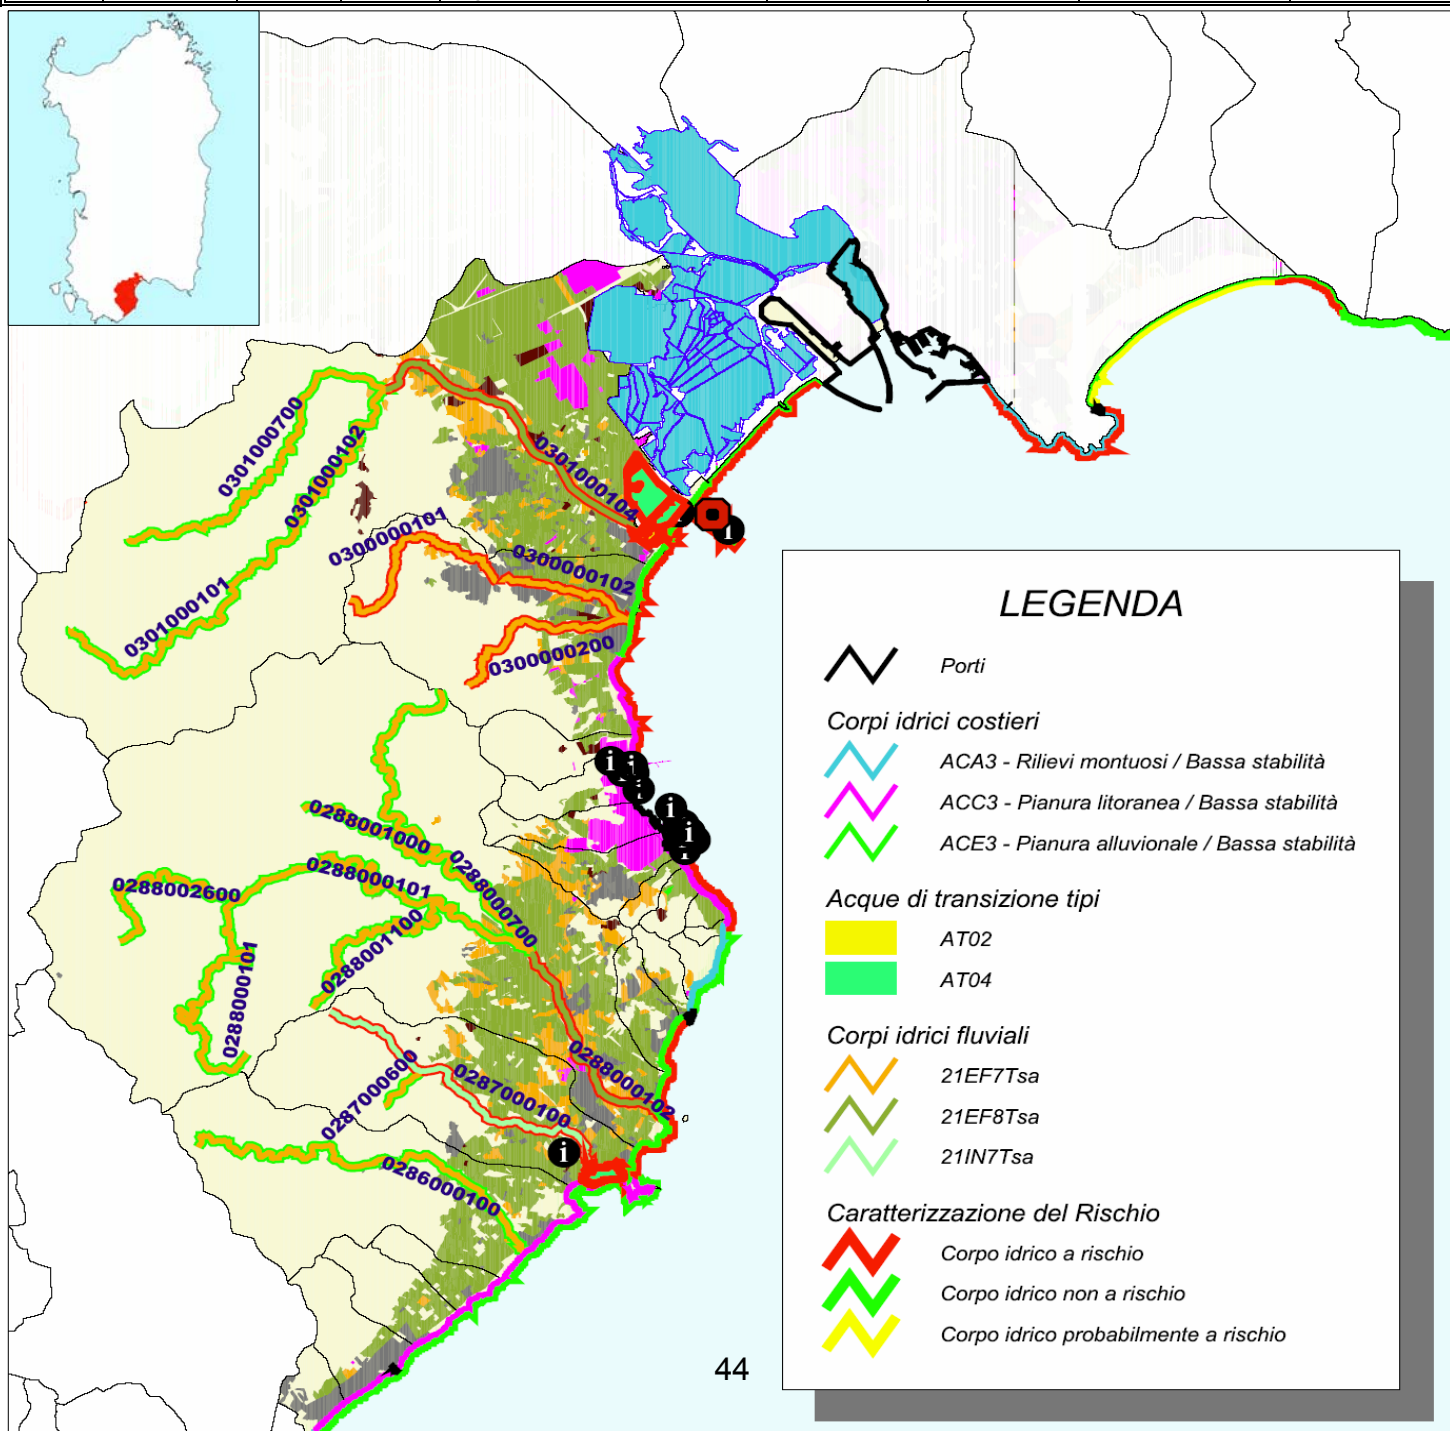 0301000700
0301000102
0301000104
0300000101
0300000102
0301000101
0300000200
LEGENDA
Porti
Corpi idrici costieri
ACA3 - Rilievi montuosi / Bassa stabilità
ACC3 - Pianura litoranea / Bassa stabilità
ACE3 - Pianura alluvionale / Bassa stabilità
Acque di transizione tipi
AT02
AT04
Corpi idrici fluviali
21EF7Tsa
21EF8Tsa
21IN7Tsa
Caratterizzazione del Rischio
Corpo idrico a rischio
Corpo idrico non a rischio
Corpo idrico probabilmente a rischio
i
i
i
i
i
i
i
0288001000
0288000101
0288000700
0288002600
0288001100
0288000101
0288000102
0287000600
0287000100
i
0286000100
44